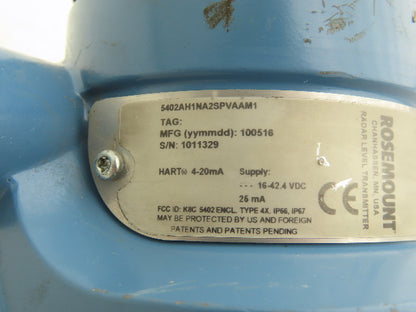 5402AH1NA2SPVAAM1
TAG:
MFG (yymmdd): 100516
S/N: 1011329
HART® 4-20mA Supply:
--- 16-42.4 VDC
25 mA
FCC ID: K8C 5402 ENCL. TYPE 4X, IP66, IP67
MAY BE PROTECTED BY US AND FOREIGN
PATENTS AND PATENTS PENDING
ROSEMOUNT
CHANHASSEN, MN, USA
RADAR LEVEL TRANSMITTER
CE